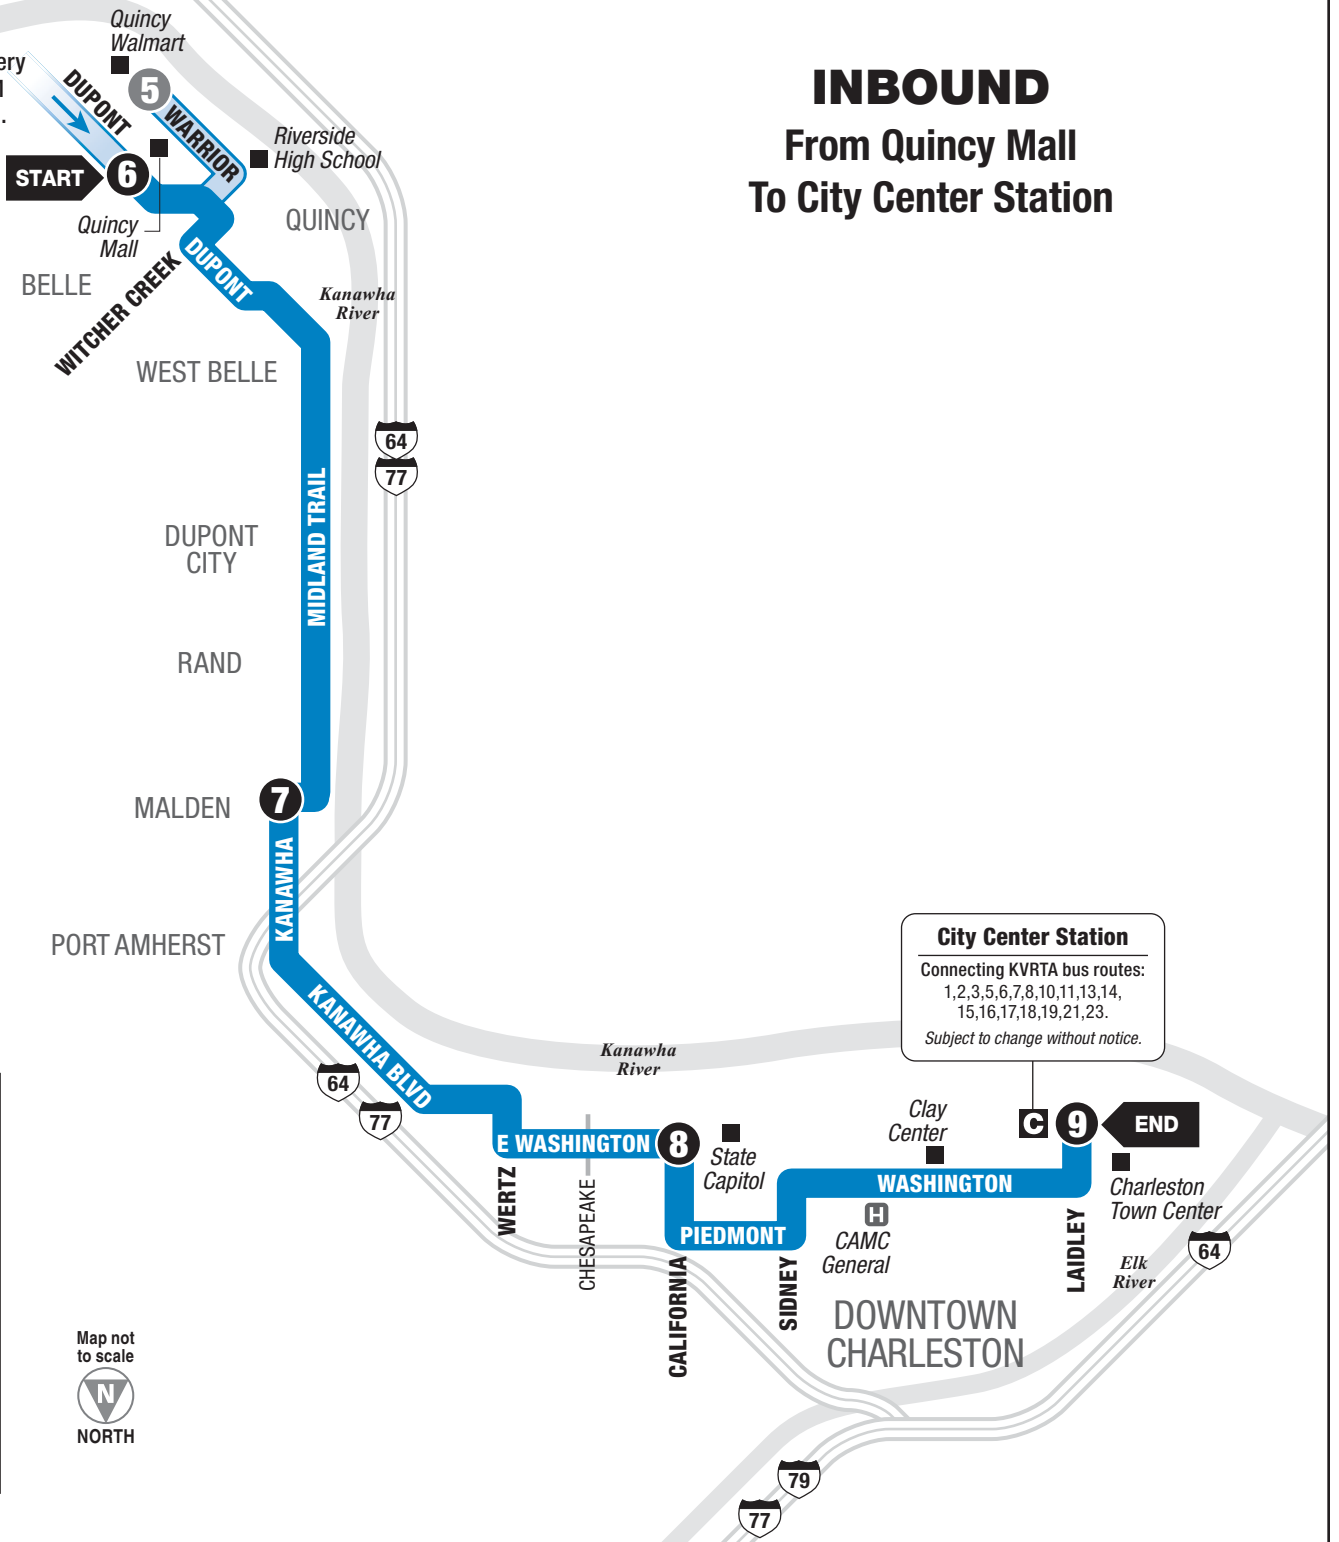 INBOUND
From Quincy Mall
To City Center Station
Quincy
Walmart
ery
.
5
DUPONT
WARRIOR
Riverside
High School
START
6
Quincy
Mall
QUINCY
BELLE
WITCHER CREEK
DUPONT
Kanawha
River
WEST BELLE
64
77
MIDLAND TRAIL
DUPONT
CITY
RAND
MALDEN
7
KANAWHA
PORT AMHERST
KANAWHA BLVD
64
77
Kanawha
River
City Center Station
Connecting KVRTA bus routes:
1,2,3,5,6,7,8,10,11,13,14,
15,16,17,18,19,21,23.
Subject to change without notice.
E WASHINGTON
WERTZ
CHESAPEAKE
8
State
Capitol
CALIFORNIA
PIEDMONT
SIDNEY
Clay
Center
WASHINGTON
H
CAMC
General
C
9
END
Charleston
Town Center
LAIDLEY
Elk
River
64
DOWNTOWN
CHARLESTON
79
77
Map not
to scale
N
NORTH